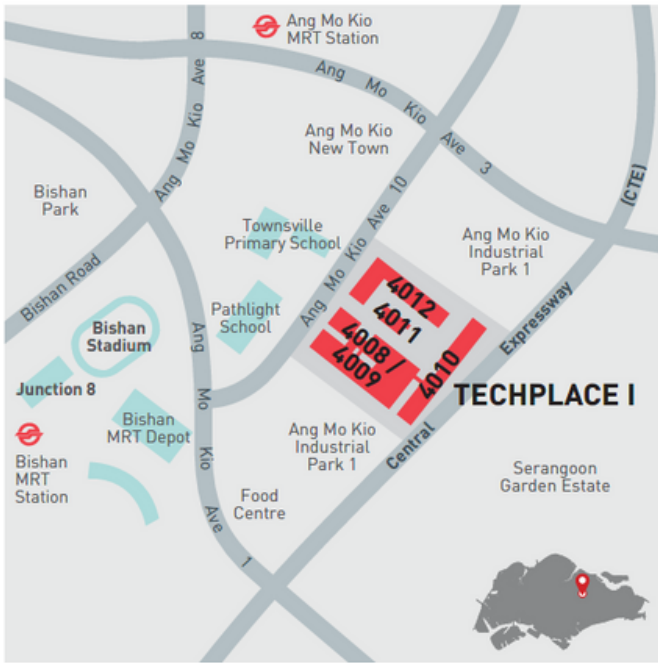 Ang Mo Kio
MRT Station
Ang Mo Kio Ave 8
Ang Mo Kio Ave 3
Ang Mo Kio
New Town
(CTE)
Bishan
Park
Ang Mo Kio Ave 10
Townsville
Primary School
Ang Mo Kio
Industrial
Park 1
Bishan Road
Pathlight
School
4012
4011
4008 /
4009
4010
Expressway
Bishan
Stadium
Ang Mo Kio Ave 1
Junction 8
TECHPLACE I
Bishan
MRT Depot
Ang Mo Kio
Industrial
Park 1
Central
Bishan
MRT
Station
Serangoon
Garden Estate
Food
Centre